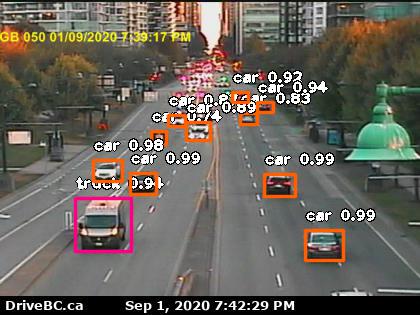 GB 050 01/09/2020 7:39:17 PM
car 0.92
car 0.94
car 0.83
car 0.89
car 0.98
car 0.99
car 0.99
truck 0.94
car 0.99
DriveBC.ca Sep 1, 2020 7:42:29 PM